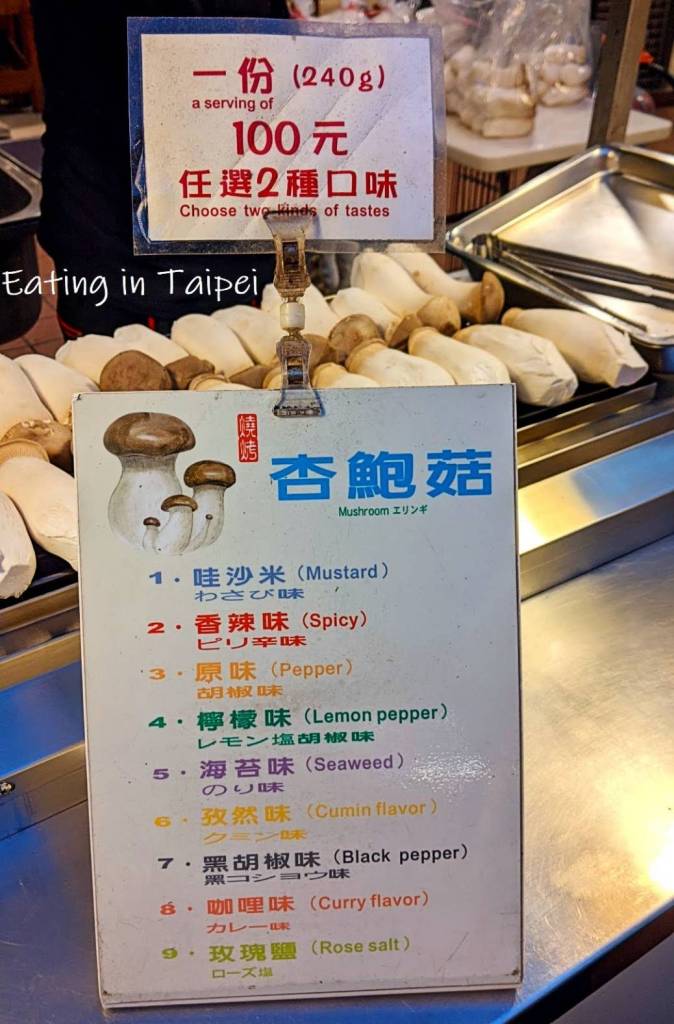 一份 (240g)
a serving of
100元
任選2種口味
Choose two kinds of tastes
Eating in Taipei
燒烤
杏鮑菇
Mushroom エリンギ
1・哇沙米 (Mustard)
わさび味
2・香辣味 (Spicy)
ピリ辛味
3・原味 (Pepper)
胡椒味
4・檸檬味 (Lemon pepper)
レモン塩胡椒味
5・海苔味 (Seaweed)
のり味
6・孜然味 (Cumin flavor)
クミン味
7・黑胡椒味 (Black pepper)
黑コショウ味
8・咖哩味 (Curry flavor)
カレー味
9・玫瑰鹽 (Rose salt)
ローズ塩